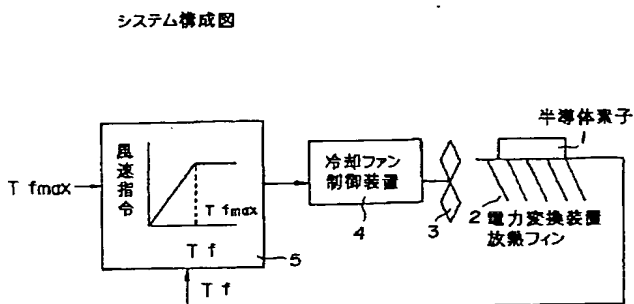 システム構成図
半導体素子
1
風速指令
T fmax
T fmax
T f
5
冷却ファン
制御装置
4
3
2 電力変換装置
放熱フィン
T f